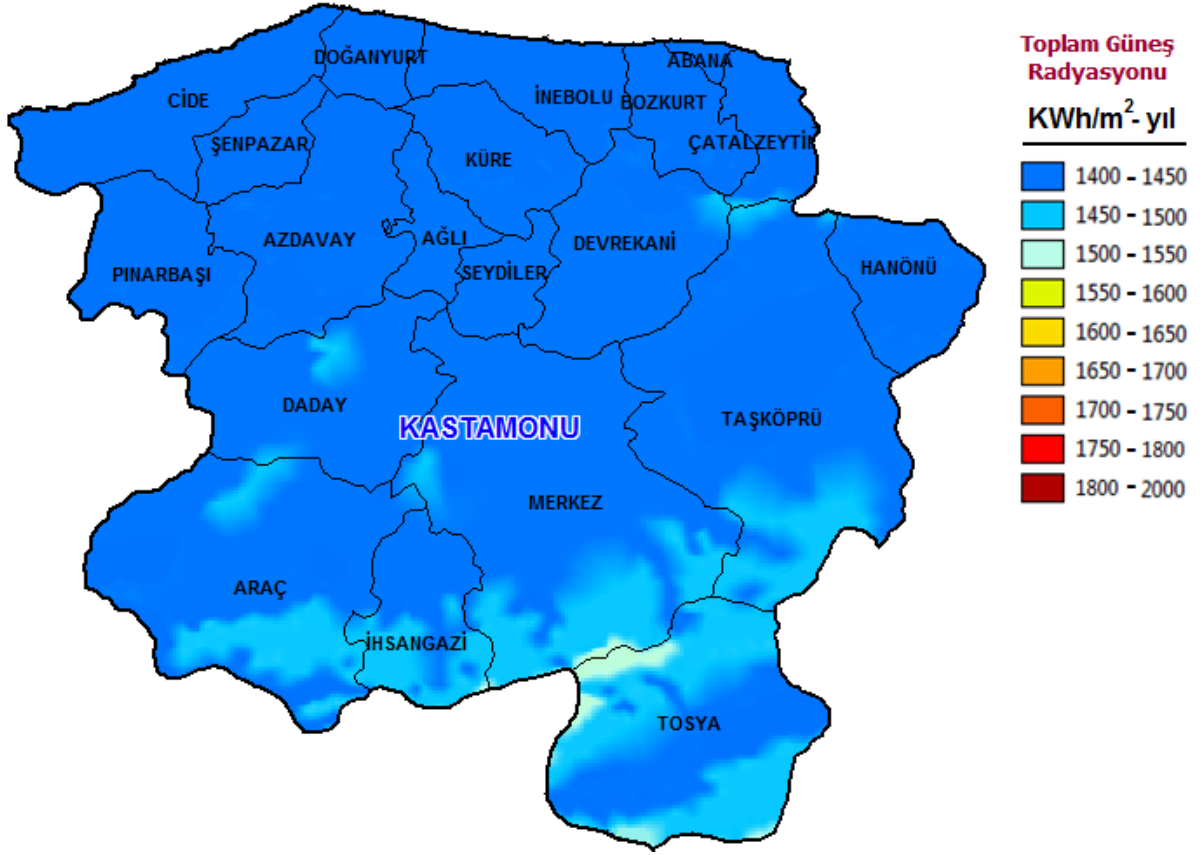 DOĞANYURT
ABANA
CİDE
İNEBOLU
BOZKURT
ŞENPAZAR
KÜRE
ÇATALZEYTİN
AZDAVAY
AĞLI
DEVREKANİ
PINARBAŞI
SEYDİLER
HANÖNÜ
DADAY
KASTAMONU
TAŞKÖPRÜ
MERKEZ
ARAÇ
İHSANGAZİ
TOSYA
Toplam Güneş
Radyasyonu
KWh/m²- yıl
1400 - 1450
1450 - 1500
1500 - 1550
1550 - 1600
1600 - 1650
1650 - 1700
1700 - 1750
1750 - 1800
1800 - 2000